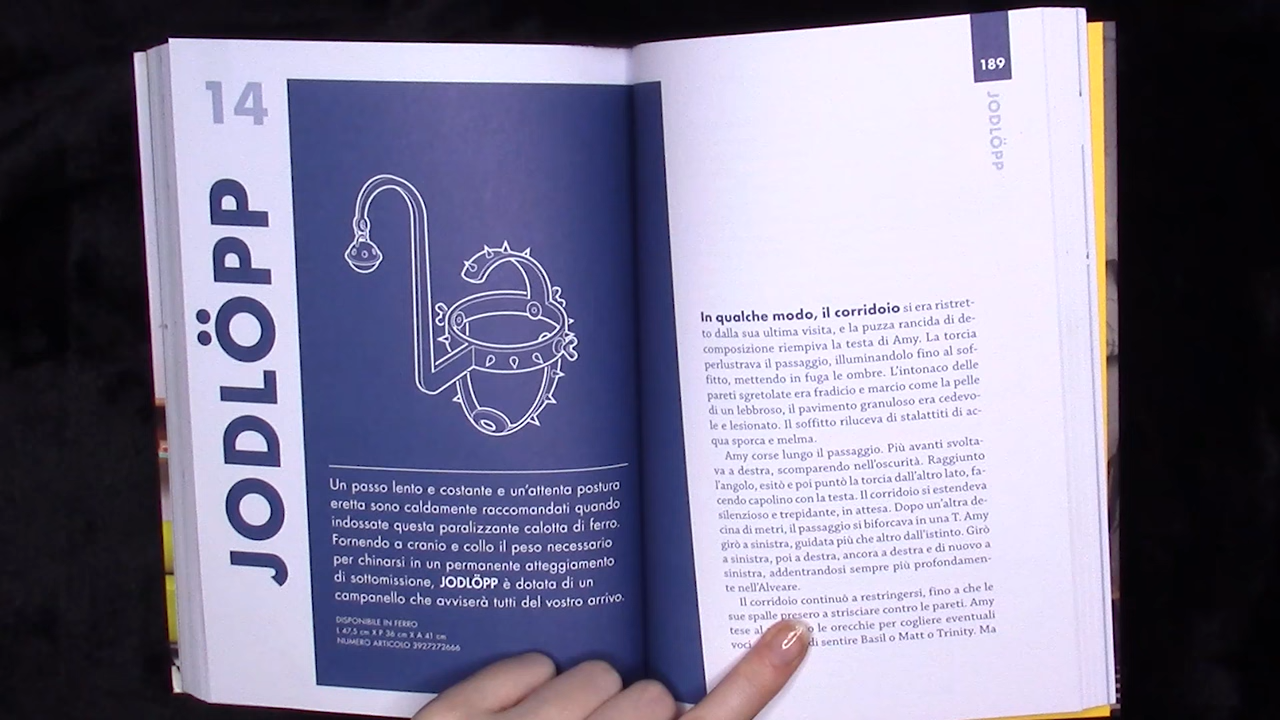 14
JODLÖPP
Un passo lento e costante e un'attenta postura
eretta sono caldamente raccomandati quando
indossate questa paralizzante calotta di ferro.
Fornendo a cranio e collo il peso necessario
per chinarsi in un permanente atteggiamento
di sottomissione, JODLÖPP è dotata di un
campanello che avviserà tutti del vostro arrivo.
DISPONIBILE IN FERRO
L 47,5 cm X P 36 cm X A 41 cm
NUMERO ARTICOLO 3927272666
189
JODLÖPP
In qualche modo, il corridoio si era ristret-
to dalla sua ultima visita, e la puzza rancida di de-
composizione riempiva la testa di Amy. La torcia
perlustrava il passaggio, illuminandolo fino al sof-
fitto, mettendo in fuga le ombre. L'intonaco delle
pareti sgretolate era fradicio e marcio come la pelle
di un lebbroso, il pavimento granuloso era cedevo-
le e lesionato. Il soffitto riluceva di stalattiti di ac-
qua sporca e melma.
Amy corse lungo il passaggio. Più avanti svolta-
va a destra, scomparendo nell'oscurità. Raggiunto
l'angolo, esitò e poi puntò la torcia dall'altro lato, fa-
cendo capolino con la testa. Il corridoio si estendeva
silenzioso e trepidante, in attesa. Dopo un'altra de-
cina di metri, il passaggio si biforcava in una T. Amy
girò a sinistra, guidata più che altro dall'istinto. Girò
a sinistra, poi a destra, ancora a destra e di nuovo a
sinistra, addentrandosi sempre più profondamen-
te nell'Alveare.
Il corridoio continuò a restringersi, fino a che le
sue spalle presero a strisciare contro le pareti. Amy
tese al le orecchie per cogliere eventuali
voci di sentire Basil o Matt o Trinity. Ma